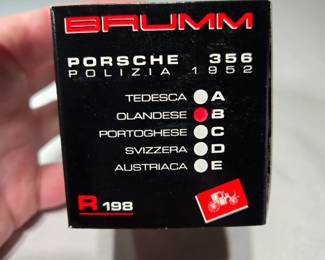 BRUMM
PORSCHE 356
POLIZIA 1952
TEDESCA A
OLANDESE B
PORTOGHESE C
SVIZZERA D
AUSTRIACA E
R 198